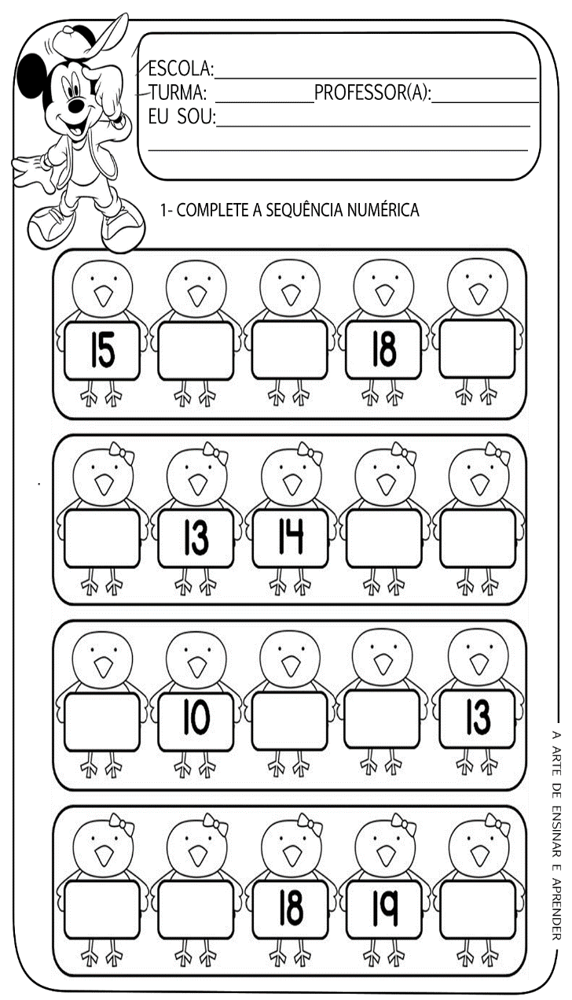 ESCOLA:
TURMA: PROFESSOR(A):
EU SOU:
1- COMPLETE A SEQUÊNCIA NUMÉRICA
15 18
13 14
10 13
18 19
A ARTE DE ENSINAR E APRENDER